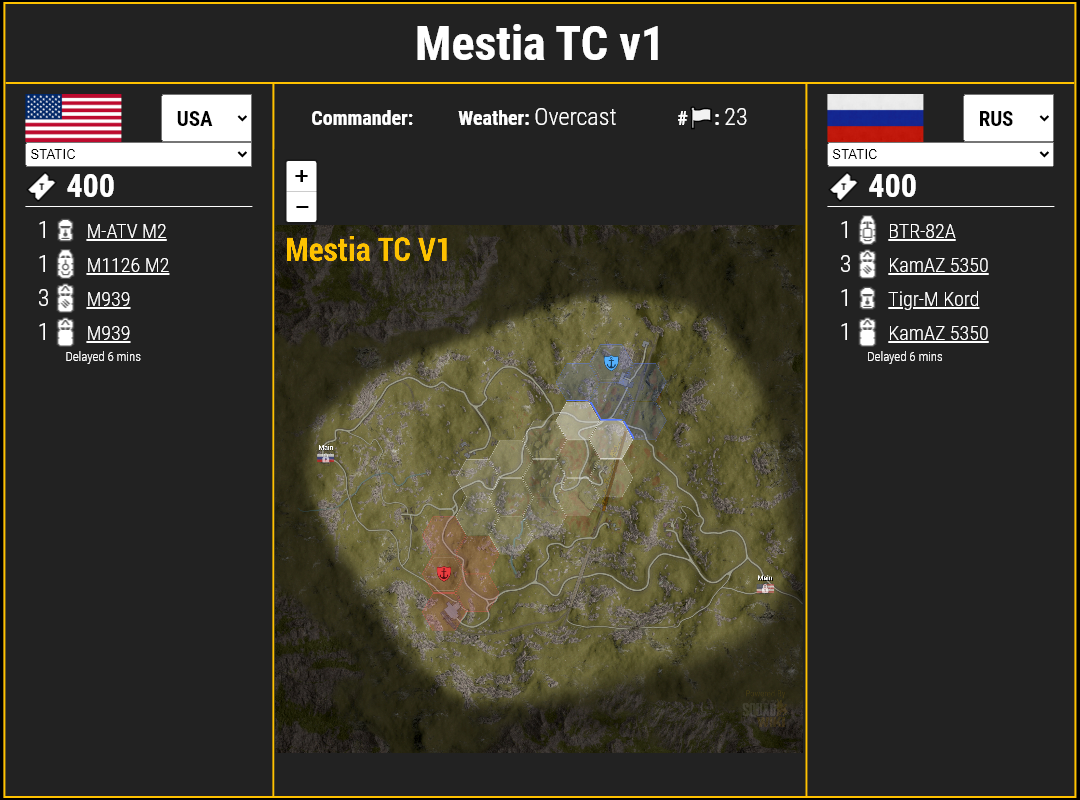 Mestia TC v1
USA
STATIC
400
1 M-ATV M2
1 M1126 M2
3 M939
1 M939
Delayed 6 mins
Commander: Weather: Overcast #: 23
+
−
Mestia TC V1
Main
Main
SQUAD
RUS
STATIC
400
1 BTR-82A
3 KamAZ 5350
1 Tigr-M Kord
1 KamAZ 5350
Delayed 6 mins